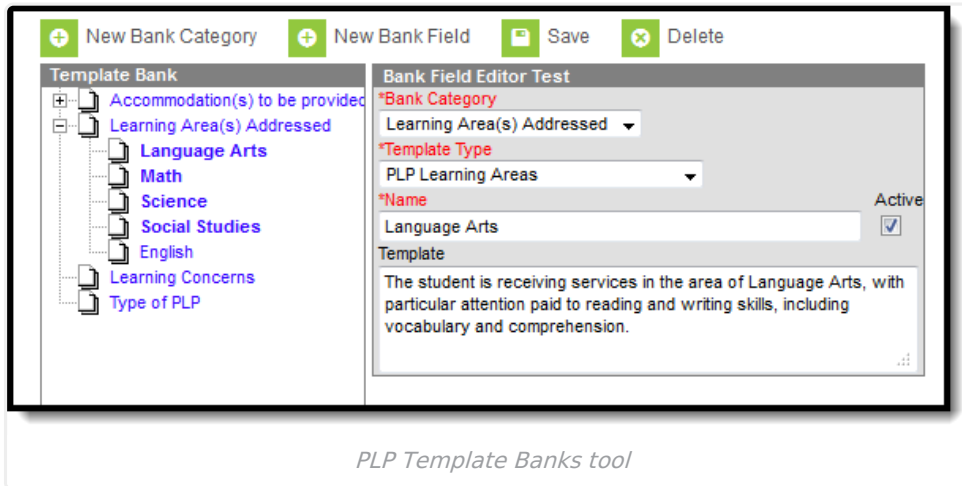 New Bank Category New Bank Field Save Delete
Template Bank
Accommodation(s) to be provided
Learning Area(s) Addressed
Language Arts
Math
Science
Social Studies
English
Learning Concerns
Type of PLP
Bank Field Editor Test
*Bank Category
Learning Area(s) Addressed
*Template Type
PLP Learning Areas
*Name Active
Language Arts
Template
The student is receiving services in the area of Language Arts, with
particular attention paid to reading and writing skills, including
vocabulary and comprehension.
PLP Template Banks tool